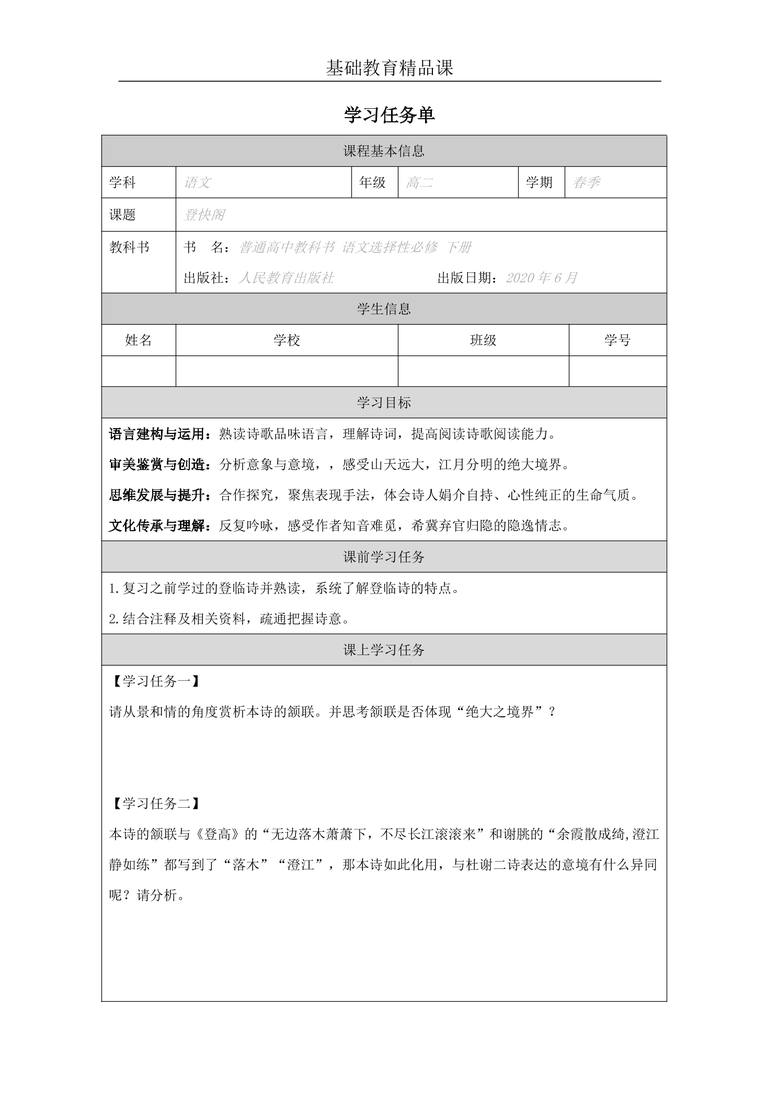 基础教育精品课
学习任务单
课程基本信息
学科 语文 年级 高二 学期 春季
课题 登快阁
教科书 书 名：普通高中教科书 语文选择性必修 下册
出版社：人民教育出版社 出版日期：2020 年 6 月
学生信息
姓名 学校 班级 学号
学习目标
语言建构与运用：熟读诗歌品味语言，理解诗词，提高阅读诗歌阅读能力。
审美鉴赏与创造：分析意象与意境，，感受山天远大，江月分明的绝大境界。
思维发展与提升：合作探究，聚焦表现手法，体会诗人娟介自持、心性纯正的生命气质。
文化传承与理解：反复吟咏，感受作者知音难觅，希冀弃官归隐的隐逸情志。
课前学习任务
1.复习之前学过的登临诗并熟读，系统了解登临诗的特点。
2.结合注释及相关资料，疏通把握诗意。
课上学习任务
【学习任务一】
请从景和情的角度赏析本诗的颔联。并思考颔联是否体现“绝大之境界”？
【学习任务二】
本诗的颔联与《登高》的“无边落木萧萧下，不尽长江滚滚来”和谢朓的“余霞散成绮,澄江
静如练”都写到了“落木”“澄江”，那本诗如此化用，与杜谢二诗表达的意境有什么异同
呢？请分析。